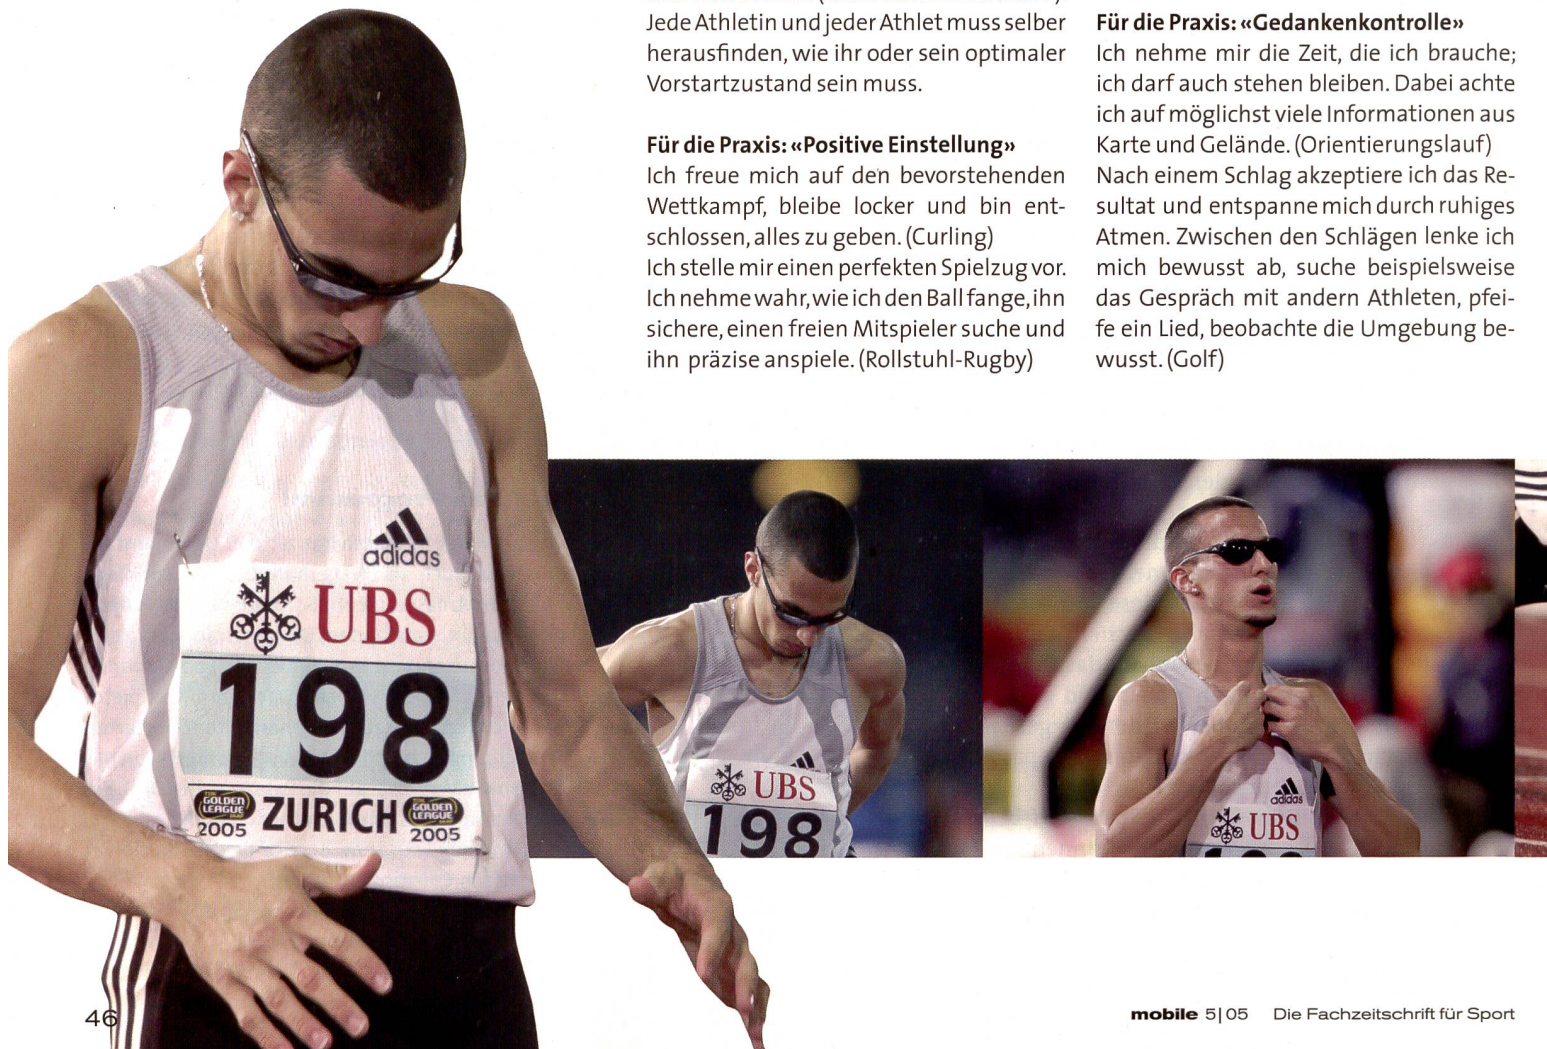 Jede Athletin und jeder Athlet muss selber
herausfinden, wie ihr oder sein optimaler
Vorstartzustand sein muss.
Für die Praxis: «Positive Einstellung»
Ich freue mich auf den bevorstehenden
Wettkampf, bleibe locker und bin ent-
schlossen, alles zu geben. (Curling)
Ich stelle mir einen perfekten Spielzug vor.
Ich nehme wahr, wie ich den Ball fange, ihn
sichere, einen freien Mitspieler suche und
ihn präzise anspiele. (Rollstuhl-Rugby)
Für die Praxis: «Gedankenkontrolle»
Ich nehme mir die Zeit, die ich brauche;
ich darf auch stehen bleiben. Dabei achte
ich auf möglichst viele Informationen aus
Karte und Gelände. (Orientierungslauf)
Nach einem Schlag akzeptiere ich das Re-
sultat und entspanne mich durch ruhiges
Atmen. Zwischen den Schlägen lenke ich
mich bewusst ab, suche beispielsweise
das Gespräch mit andern Athleten, pfei-
fe ein Lied, beobachte die Umgebung be-
wusst. (Golf)
adidas
UBS
198
GOLDEN LEAGUE 2005 ZURICH GOLDEN LEAGUE 2005
UBS
198
adidas
UBS
46
mobile 5|05 Die Fachzeitschrift für Sport